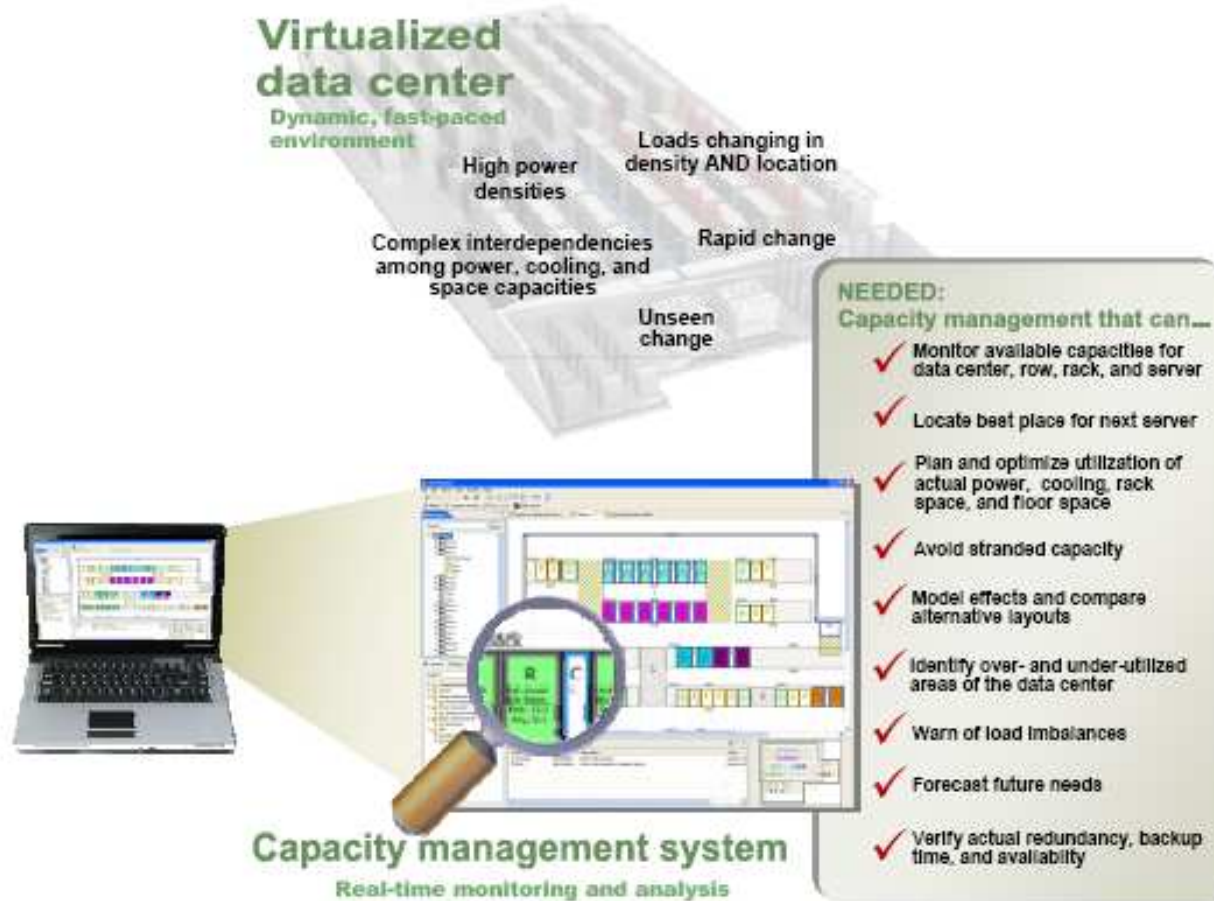 Virtualized
data center
Dynamic, fast-paced
environment
Loads changing in
density AND location
High power
densities
Complex interdependencies
among power, cooling, and
space capacities
Rapid change
Unseen
change
NEEDED:
Capacity management that can...
Monitor available capacities for
data center, row, rack, and server
Locate best place for next server
Plan and optimize utilization of
actual power, cooling, rack
space, and floor space
Avoid stranded capacity
Model effects and compare
alternative layouts
Identify over- and under-utilized
areas of the data center
Warn of load imbalances
Forecast future needs
Verify actual redundancy, backup
time, and availability
R
C
Capacity management system
Real-time monitoring and analysis